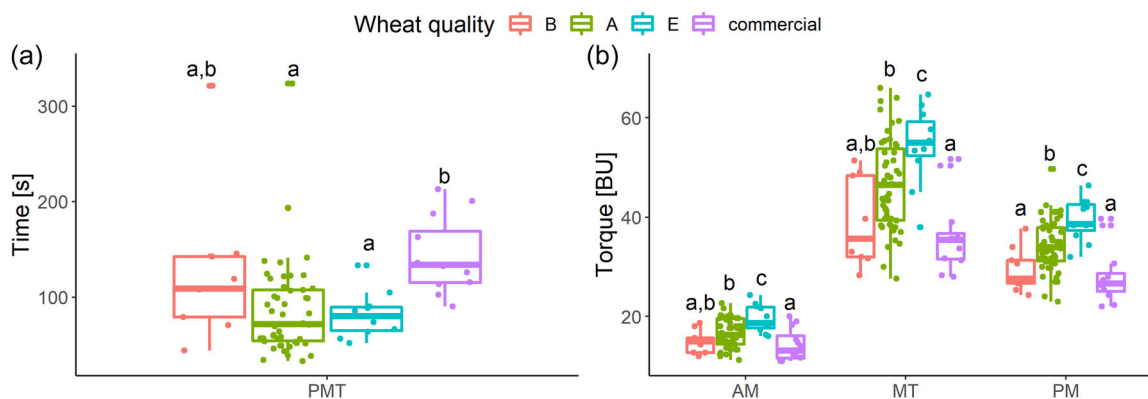 Wheat quality B A E commercial
(a)
Time [s]
300
200
100
a,b
a
a
b
PMT
(b)
Torque [BU]
60
40
20
a,b
b
c
a
a,b
b
c
a
a
b
c
a
AM MT PM